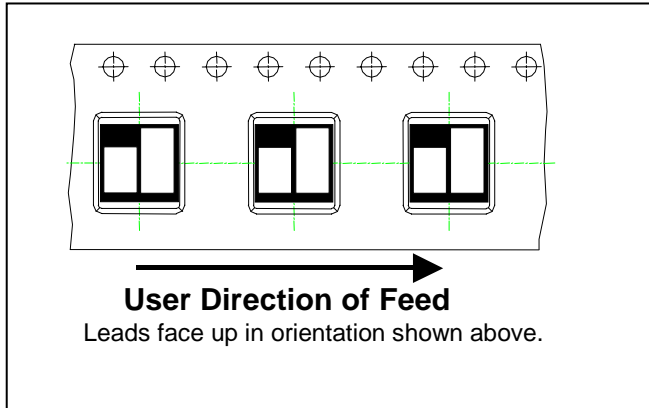 User Direction of Feed
Leads face up in orientation shown above.